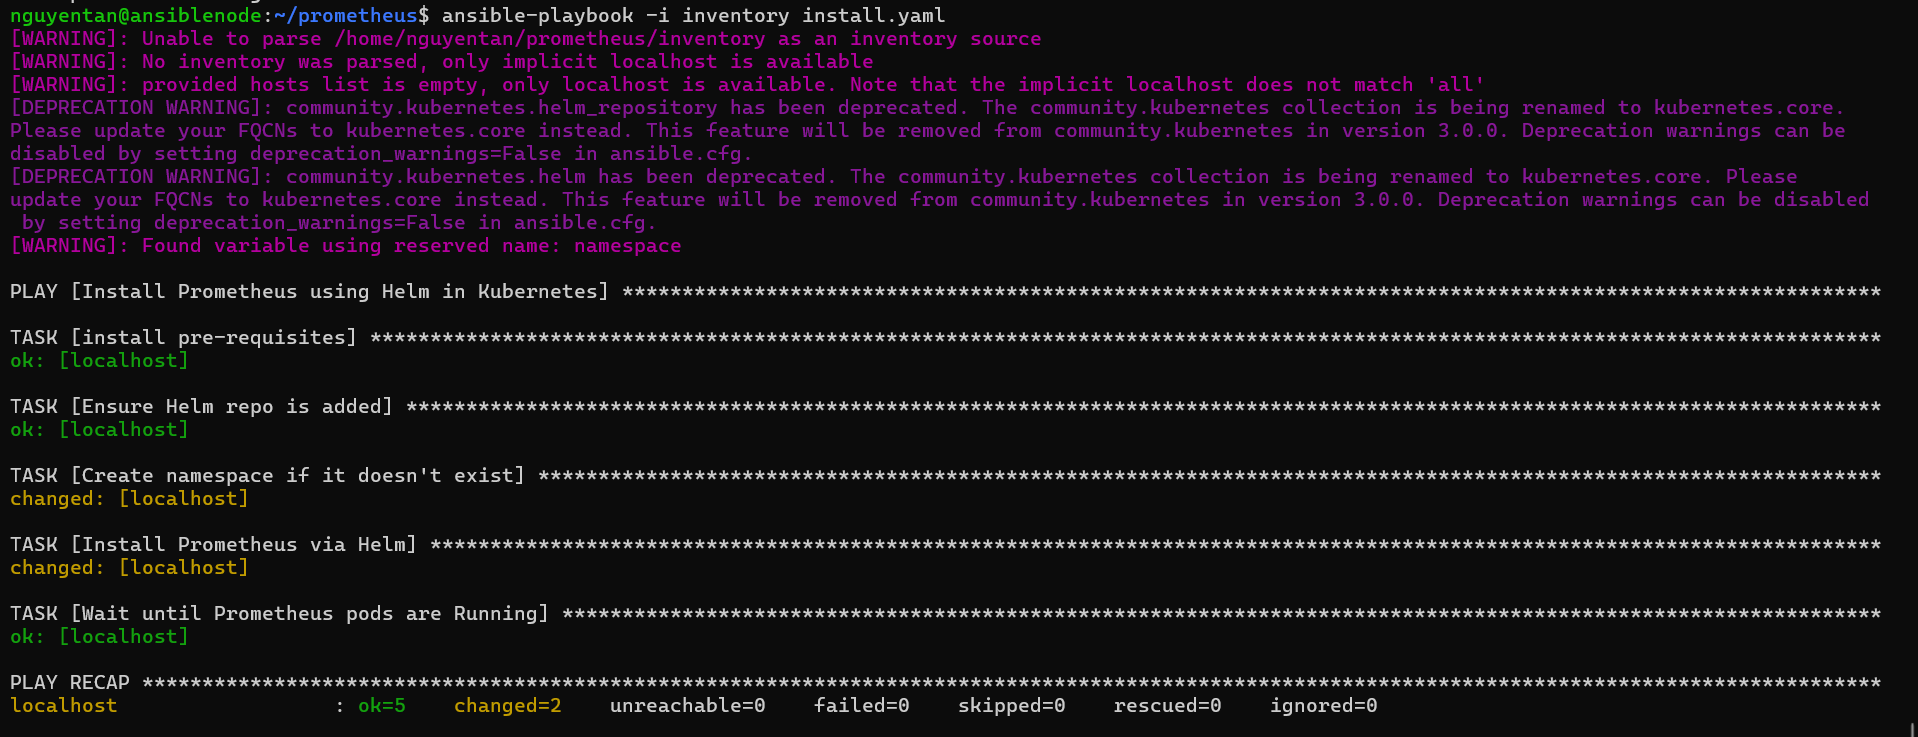 nguyentan@ansiblenode:~/prometheus$ ansible-playbook -i inventory install.yaml
[WARNING]: Unable to parse /home/nguyentan/prometheus/inventory as an inventory source
[WARNING]: No inventory was parsed, only implicit localhost is available
[WARNING]: provided hosts list is empty, only localhost is available. Note that the implicit localhost does not match 'all'
[DEPRECATION WARNING]: community.kubernetes.helm_repository has been deprecated. The community.kubernetes collection is being renamed to kubernetes.core.
Please update your FQCNs to kubernetes.core instead. This feature will be removed from community.kubernetes in version 3.0.0. Deprecation warnings can be
disabled by setting deprecation_warnings=False in ansible.cfg.
[DEPRECATION WARNING]: community.kubernetes.helm has been deprecated. The community.kubernetes collection is being renamed to kubernetes.core. Please
update your FQCNs to kubernetes.core instead. This feature will be removed from community.kubernetes in version 3.0.0. Deprecation warnings can be disabled
 by setting deprecation_warnings=False in ansible.cfg.
[WARNING]: Found variable using reserved name: namespace
PLAY [Install Prometheus using Helm in Kubernetes] *********************************************************************************************************
TASK [install pre-requisites] ******************************************************************************************************************************
ok: [localhost]
TASK [Ensure Helm repo is added] ***************************************************************************************************************************
ok: [localhost]
TASK [Create namespace if it doesn't exist] ****************************************************************************************************************
changed: [localhost]
TASK [Install Prometheus via Helm] *************************************************************************************************************************
changed: [localhost]
TASK [Wait until Prometheus pods are Running] **************************************************************************************************************
ok: [localhost]
PLAY RECAP *************************************************************************************************************************************************
localhost                  : ok=5    changed=2    unreachable=0    failed=0    skipped=0    rescued=0    ignored=0